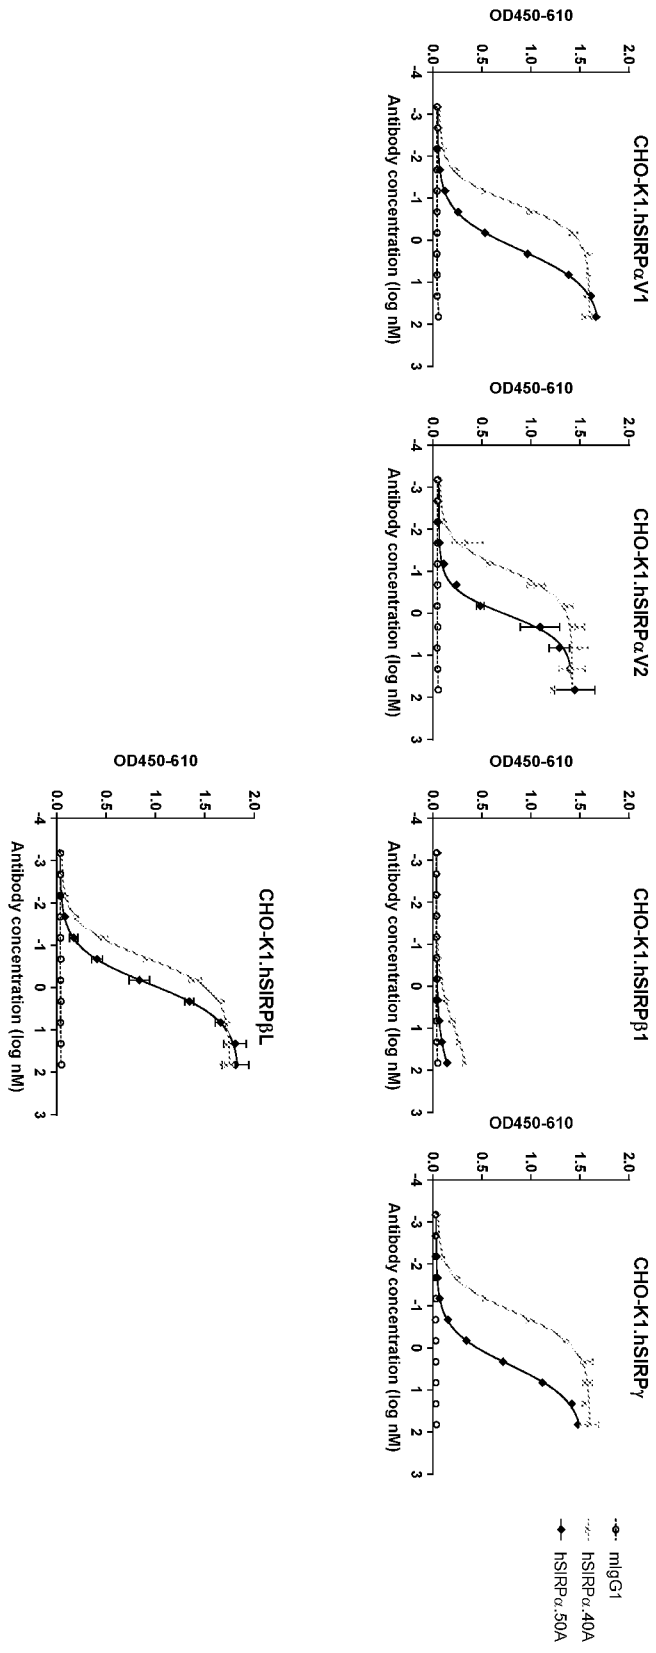 CHO-K1.hSIRPαV1
OD450-610
2.0
1.5
1.0
0.5
0.0
-4 -3 -2 -1 0 1 2 3
Antibody concentration (log nM)
CHO-K1.hSIRPαV2
OD450-610
2.0
1.5
1.0
0.5
0.0
-4 -3 -2 -1 0 1 2 3
Antibody concentration (log nM)
CHO-K1.hSIRPβ1
OD450-610
2.0
1.5
1.0
0.5
0.0
-4 -3 -2 -1 0 1 2 3
Antibody concentration (log nM)
CHO-K1.hSIRPγ
OD450-610
2.0
1.5
1.0
0.5
0.0
-4 -3 -2 -1 0 1 2 3
Antibody concentration (log nM)
mIgG1
hSIRPα.40A
hSIRPα.50A
CHO-K1.hSIRPβL
OD450-610
2.0
1.5
1.0
0.5
0.0
-4 -3 -2 -1 0 1 2 3
Antibody concentration (log nM)